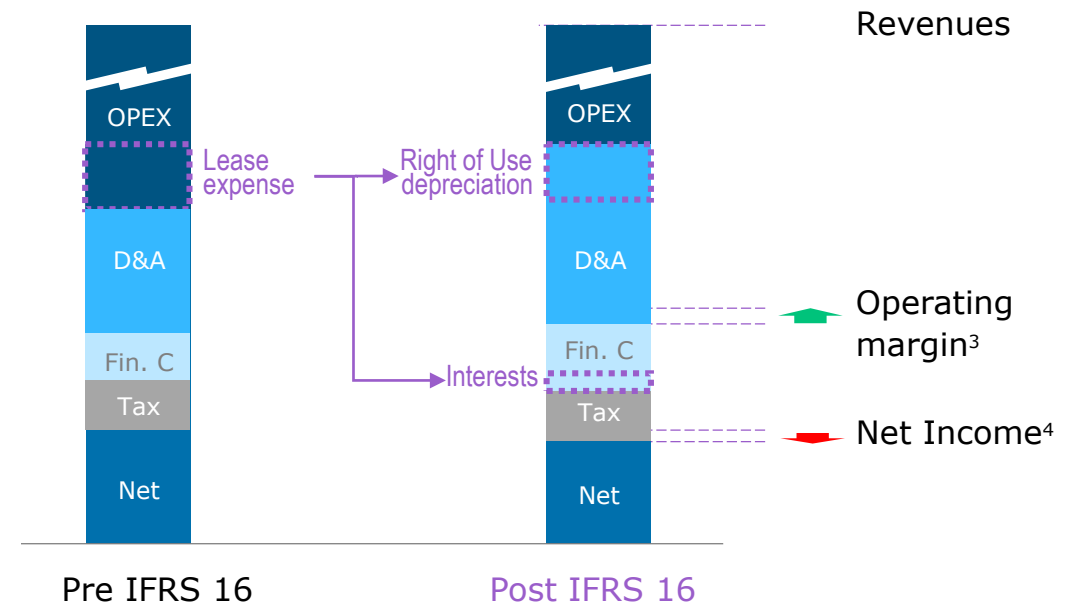 Revenues
OPEX
OPEX
Lease
expense
Right of Use
depreciation
D&A
D&A
Operating
margin³
Fin. C
Fin. C
Interests
Tax
Tax
Net Income⁴
Net
Net
Pre IFRS 16
Post IFRS 16